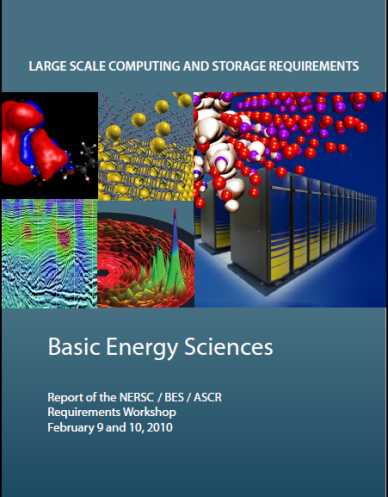 LARGE SCALE COMPUTING AND STORAGE REQUIREMENTS
Basic Energy Sciences
Report of the NERSC / BES / ASCR
Requirements Workshop
February 9 and 10, 2010